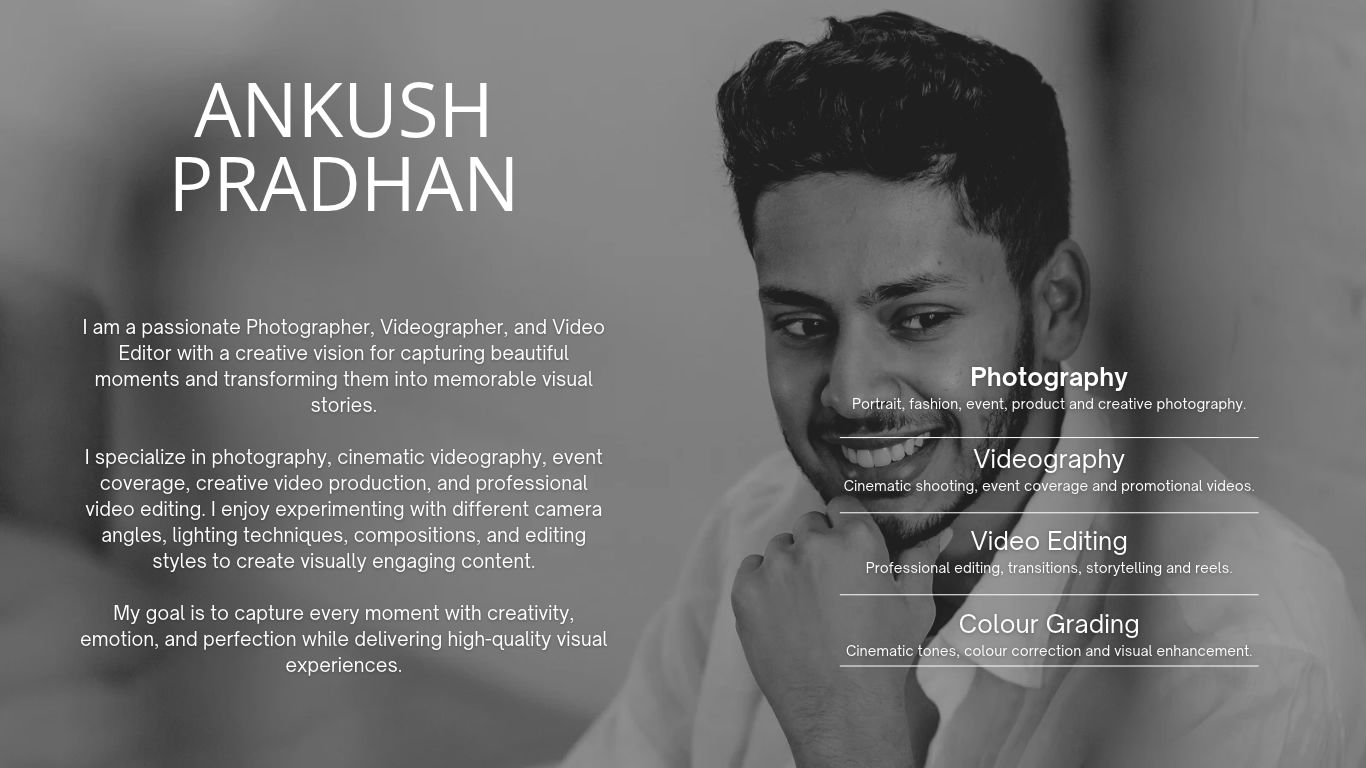 ANKUSH
PRADHAN
I am a passionate Photographer, Videographer, and Video
Editor with a creative vision for capturing beautiful
moments and transforming them into memorable visual
stories.
I specialize in photography, cinematic videography, event
coverage, creative video production, and professional
video editing. I enjoy experimenting with different camera
angles, lighting techniques, compositions, and editing
styles to create visually engaging content.
My goal is to capture every moment with creativity,
emotion, and perfection while delivering high-quality visual
experiences.
Photography
Portrait, fashion, event, product and creative photography.
Videography
Cinematic shooting, event coverage and promotional videos.
Video Editing
Professional editing, transitions, storytelling and reels.
Colour Grading
Cinematic tones, colour correction and visual enhancement.